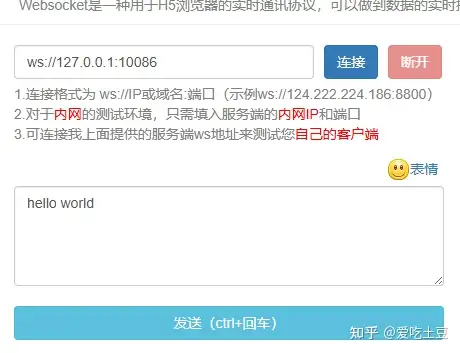 Websocket是一种用于H5浏览器的实时通讯协议，可以做到数据的实时
ws://127.0.0.1:10086
连接
断开
1.连接格式为 ws://IP或域名:端口（示例ws://124.222.224.186:8800）
2.对于内网的测试环境，只需填入服务端的内网IP和端口
3.可连接我上面提供的服务端ws地址来测试您自己的客户端
表情
hello world
发送（ctrl+回车）
知乎 @爱吃土豆